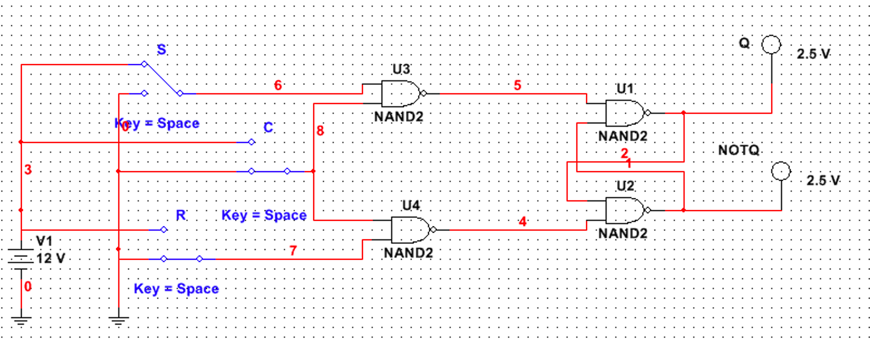 S
Q
2.5 V
U3
6
5
U1
NAND2
Key = Space
C
8
NAND2
2
1
NOTQ
3
2.5 V
U2
R
Key = Space
U4
4
NAND2
V1
12 V
7
NAND2
0
Key = Space